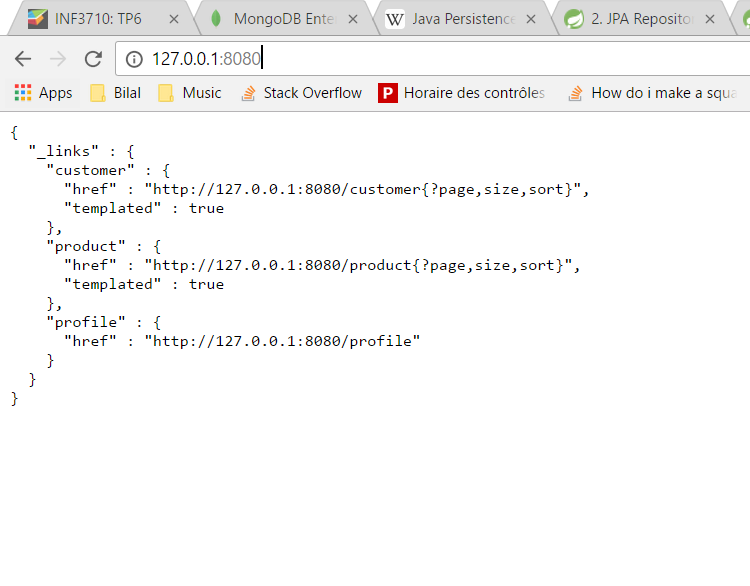 INF3710: TP6
MongoDB Ente
Java Persistence
2. JPA Reposito
127.0.0.1:8080
Apps
Bilal
Music
Stack Overflow
Horaire des contrôles
How do i make a squa
{
"_links" : {
"customer" : {
"href" : "http://127.0.0.1:8080/customer{?page,size,sort}",
"templated" : true
},
"product" : {
"href" : "http://127.0.0.1:8080/product{?page,size,sort}",
"templated" : true
},
"profile" : {
"href" : "http://127.0.0.1:8080/profile"
}
}
}